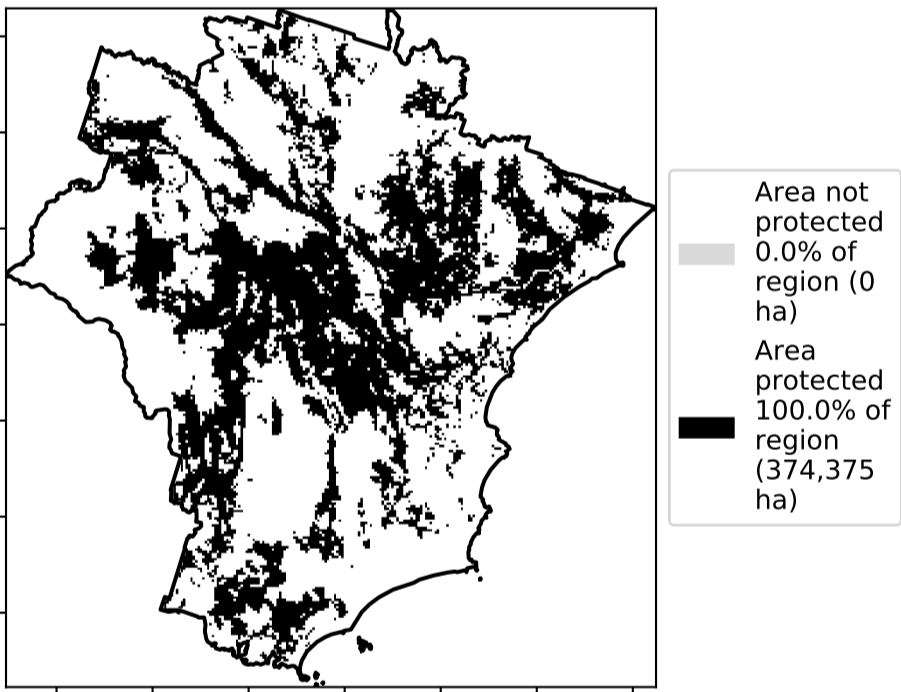 Area not
protected
0.0% of
region (0
ha)
Area
protected
100.0% of
region
(374,375
ha)